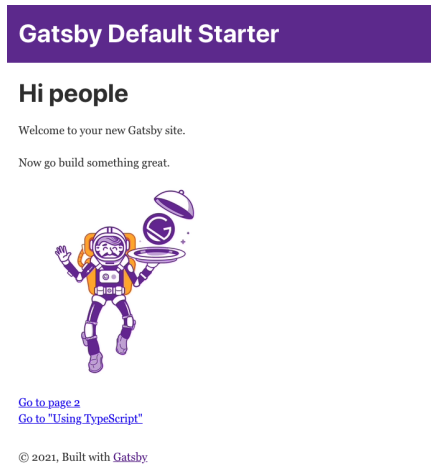 Gatsby Default Starter
Hi people
Welcome to your new Gatsby site.
Now go build something great.
Go to page 2
Go to "Using TypeScript"
© 2021, Built with Gatsby